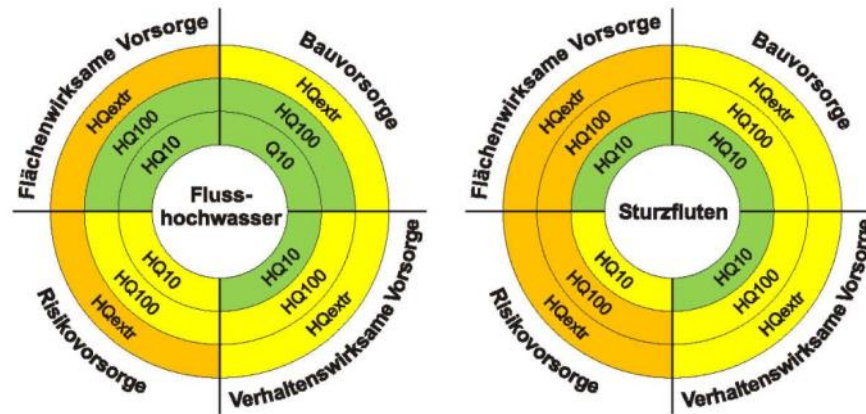 Flächenwirksame Vorsorge
Bauvorsorge
HQextr
HQ100
HQ10
HQextr
HQ100
Q10
Fluss-
hochwasser
HQ10
HQ100
HQextr
HQ10
HQ100
HQextr
Risikovorsorge
Verhaltenswirksame Vorsorge
Flächenwirksame Vorsorge
Bauvorsorge
HQextr
HQ100
HQ10
HQextr
HQ100
HQ10
Sturzfluten
HQ10
HQ100
HQextr
HQ10
HQ100
HQextr
Risikovorsorge
Verhaltenswirksame Vorsorge